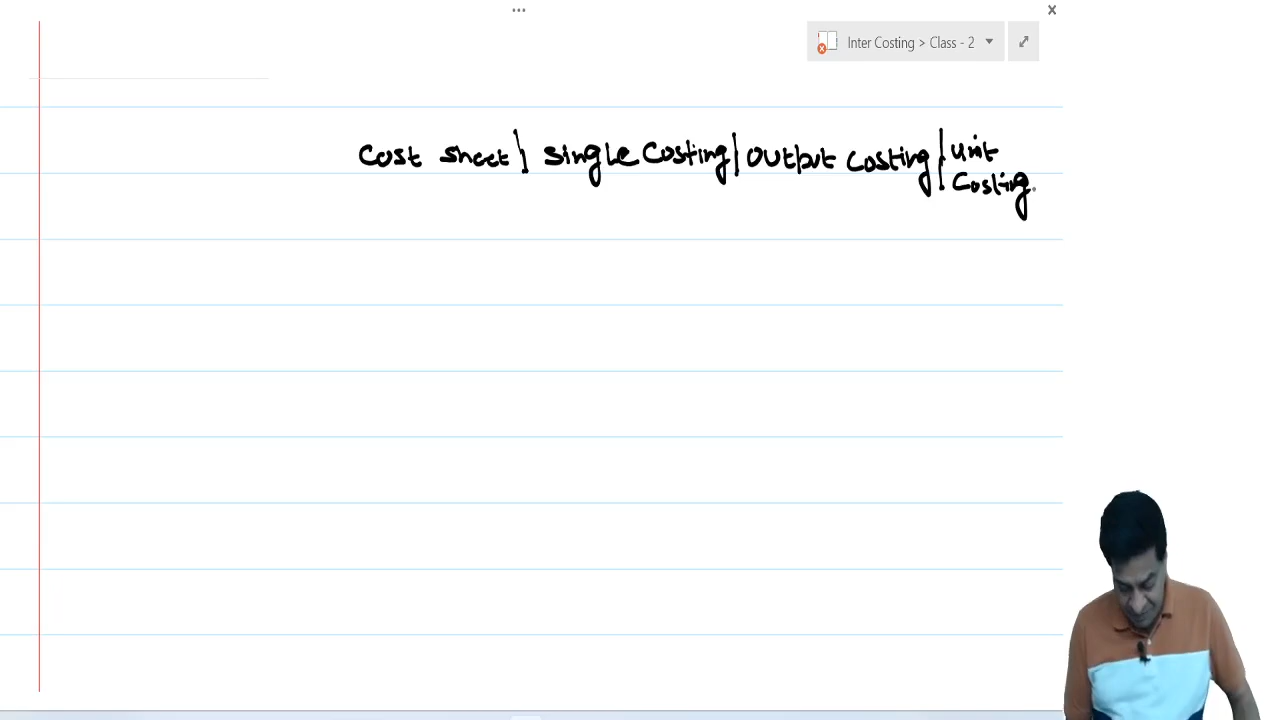 ...
x
Inter Costing > Class - 2
Cost sheet | Single Costing | Output Costing | Unit
Costing